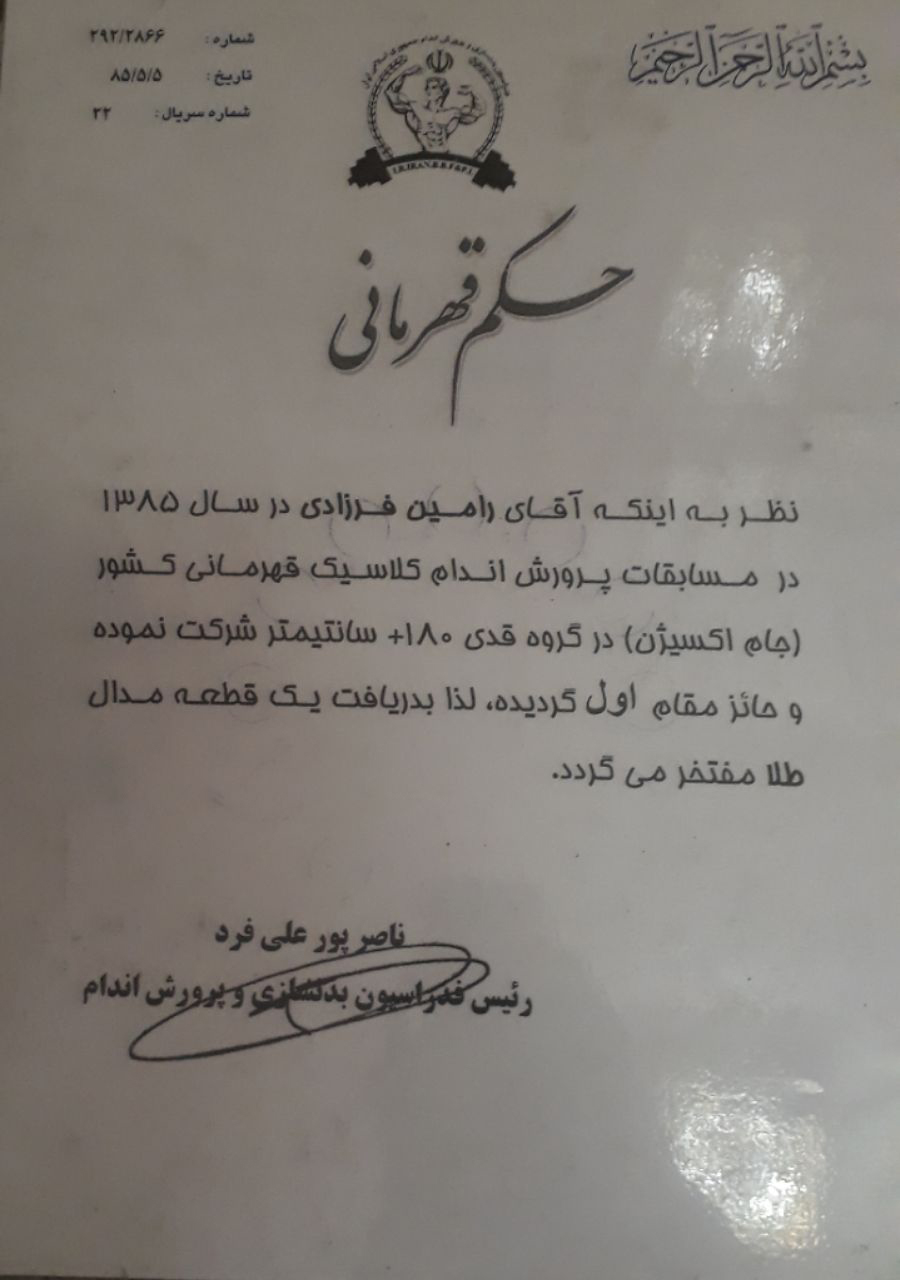 بسم الله الرحمن الرحیم
شماره: ۲۹۲/۲۸۶۶
تاریخ: ۸۵/۵/۵
شماره سریال: ۲۲
I.R.IRAN.B.B.F&P.L
حکم قهرمانی
نظر به اینکه آقای رامین فرزادی در سال ۱۳۸۵
در مسابقات پرورش اندام کلاسیک قهرمانی کشور
(جام اکسیژن) در گروه قدی ۱۸۰+ سانتیمتر شرکت نموده
و حائز مقام اول گردیده، لذا بدریافت یک قطعه مدال
طلا مفتخر می گردد.
ناصر پور علی فرد
رئیس فدراسیون بدنسازی و پرورش اندام